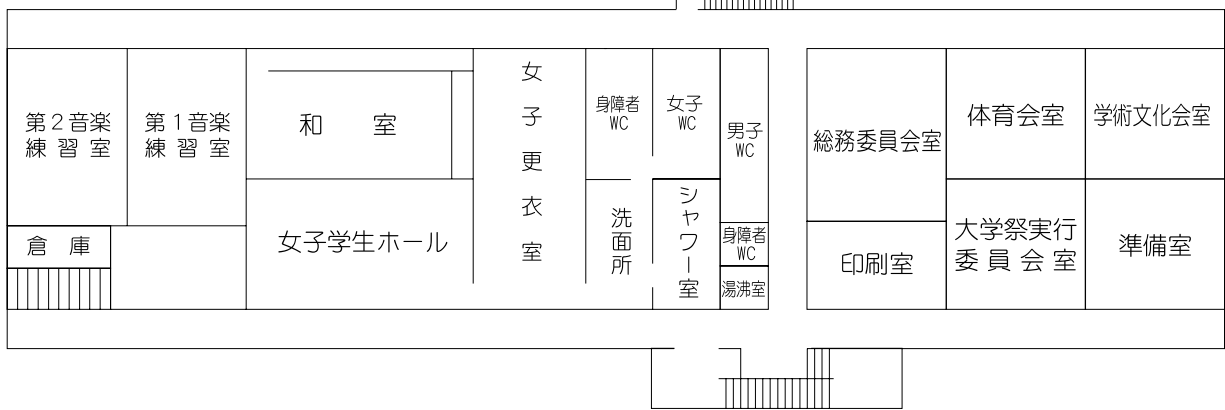 第2音楽
練習室
第1音楽
練習室
和室
女子更衣室
身障者
WC
女子
WC
男子
WC
総務委員会室
体育会室
学術文化会室
倉庫
女子学生ホール
洗面所
シャワー室
身障者
WC
湯沸室
印刷室
大学祭実行
委員会室
準備室